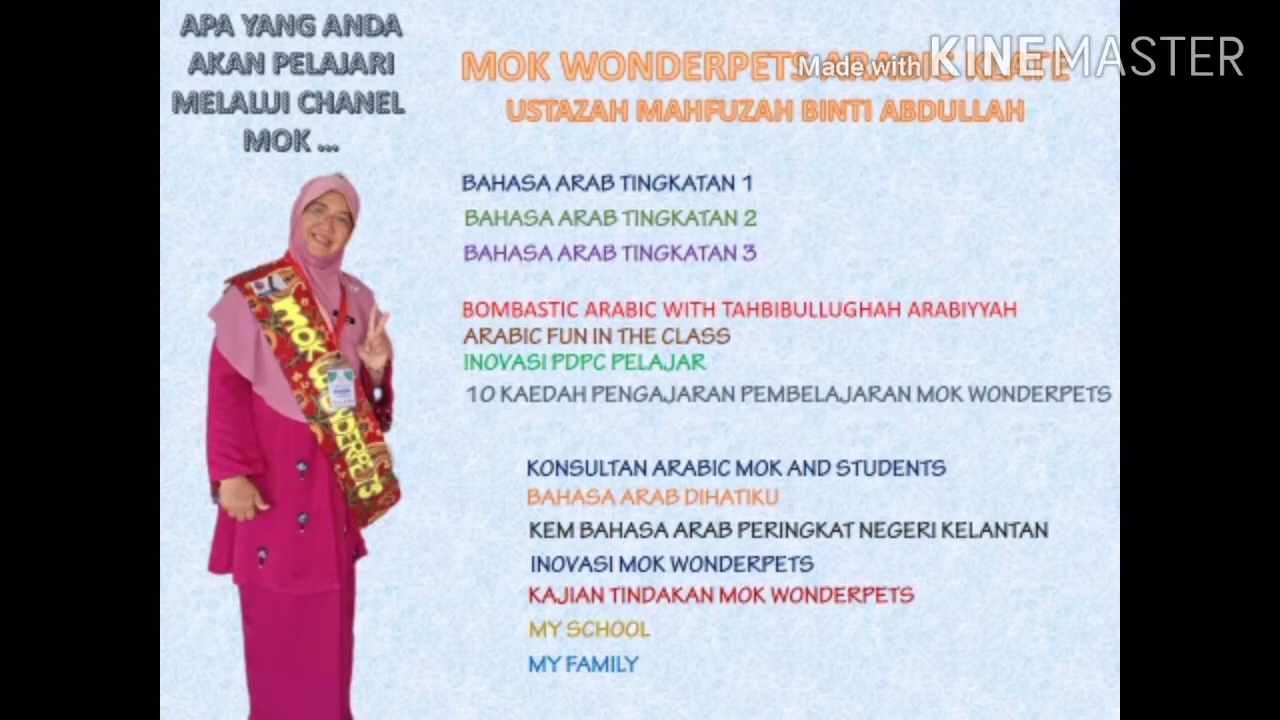 APA YANG ANDA
AKAN PELAJARI
MELALUI CHANEL
MOK ...
MOK WONDERPETS
Made with KINEMASTER
USTAZAH MAHFUZAH BINTI ABDULLAH
BAHASA ARAB TINGKATAN 1
BAHASA ARAB TINGKATAN 2
BAHASA ARAB TINGKATAN 3
BOMBASTIC ARABIC WITH TAHBIBULLUGHAH ARABIYYAH
ARABIC FUN IN THE CLASS
INOVASI PDPC PELAJAR
10 KAEDAH PENGAJARAN PEMBELAJARAN MOK WONDERPETS
KONSULTAN ARABIC MOK AND STUDENTS
BAHASA ARAB DIHATIKU
KEM BAHASA ARAB PERINGKAT NEGERI KELANTAN
INOVASI MOK WONDERPETS
KAJIAN TINDAKAN MOK WONDERPETS
MY SCHOOL
MY FAMILY
MOK WONDERPETS